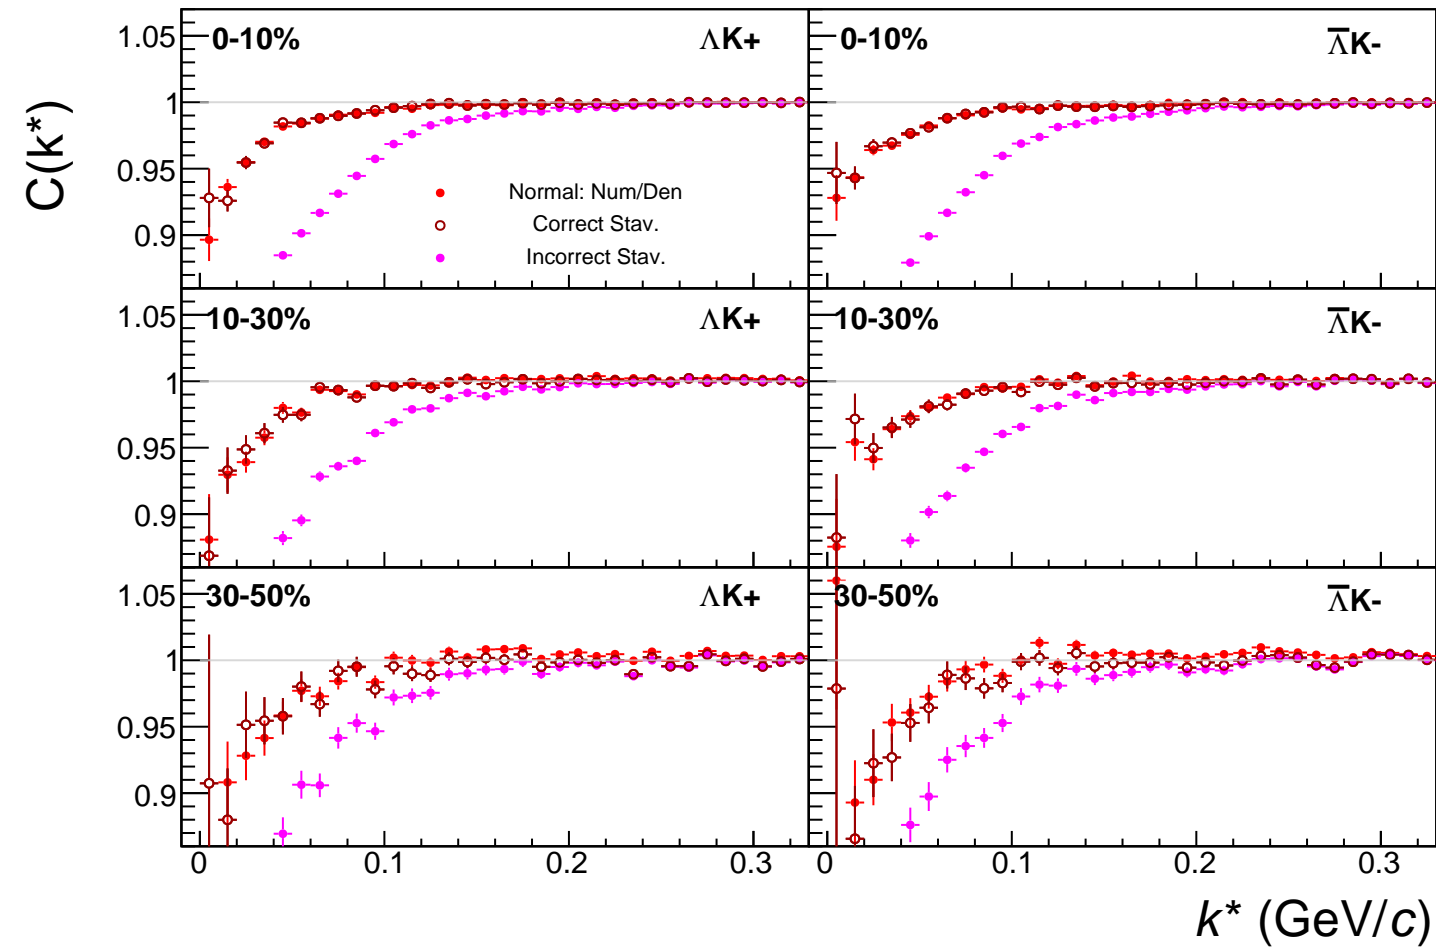 C(k*)
1.05
1
0.95
0.9
0-10%
ΛK+
Normal: Num/Den
Correct Stav.
Incorrect Stav.
0-10%
Λ̅K-
1.05
1
0.95
0.9
10-30%
ΛK+
10-30%
Λ̅K-
1.05
1
0.95
0.9
30-50%
ΛK+
30-50%
Λ̅K-
0 0.1 0.2 0.3
0 0.1 0.2 0.3
k* (GeV/c)